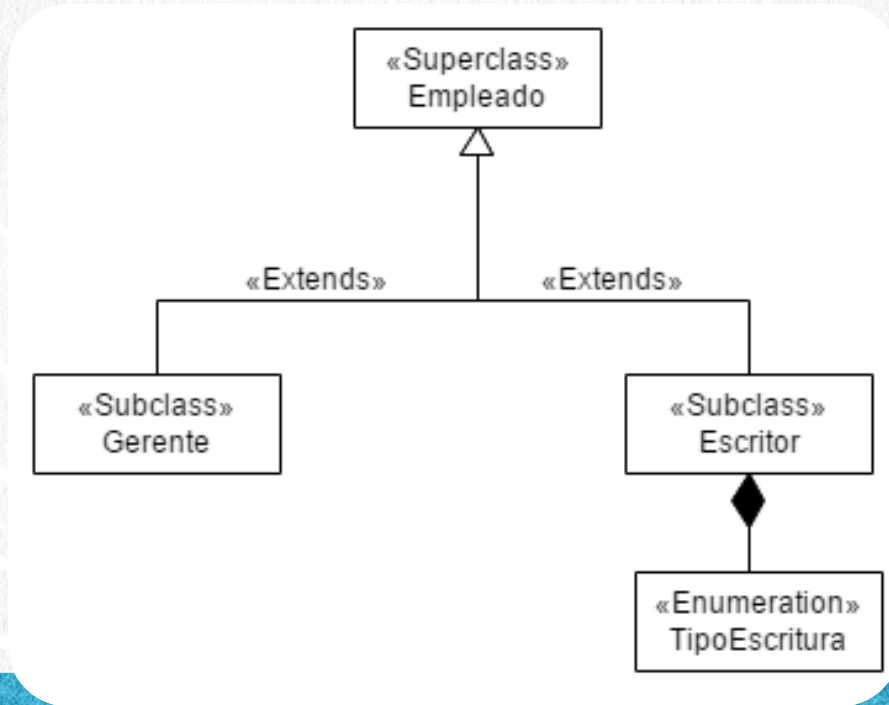 «Superclass»
Empleado
«Extends»
«Extends»
«Subclass»
Gerente
«Subclass»
Escritor
«Enumeration»
TipoEscritura